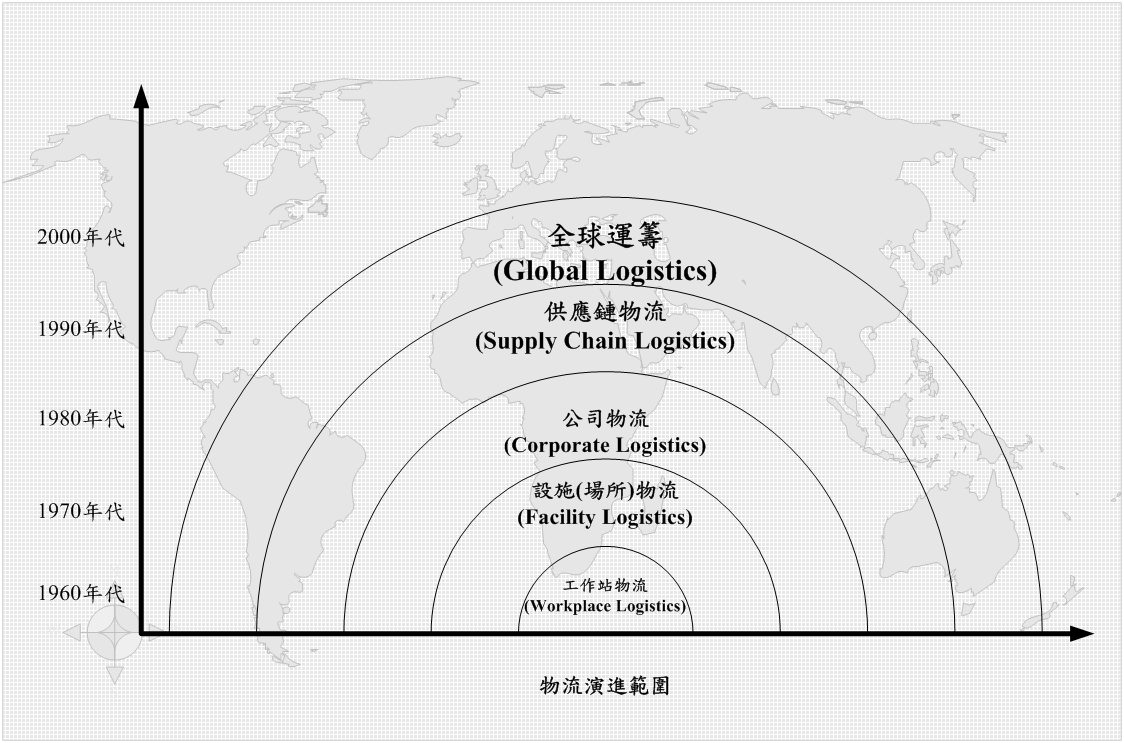 2000年代
全球運籌
(Global Logistics)
1990年代
供應鏈物流
(Supply Chain Logistics)
1980年代
公司物流
(Corporate Logistics)
1970年代
設施(場所)物流
(Facility Logistics)
1960年代
工作站物流
(Workplace Logistics)
物流演進範圍